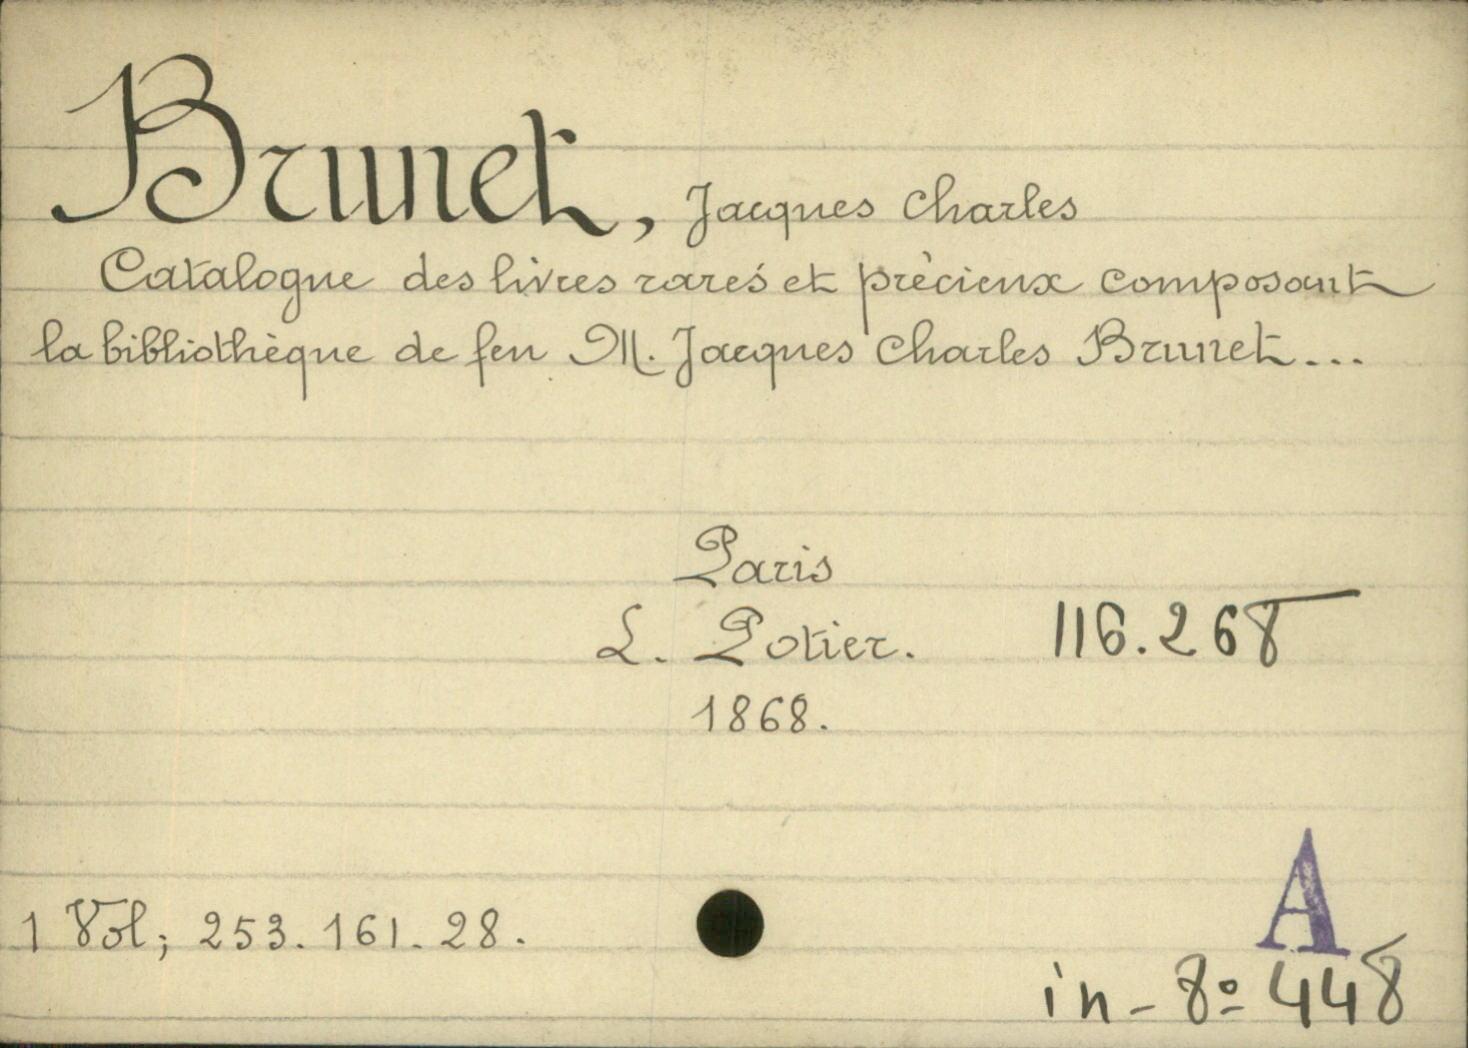 Brunet, Jacques Charles
Catalogue des livres rares et précieux composant
la bibliothèque de feu M. Jacques Charles Brunet...
Paris
L. Potier. 116.268
1868.
A
1 Vol; 253.161.28.
in-8º 448